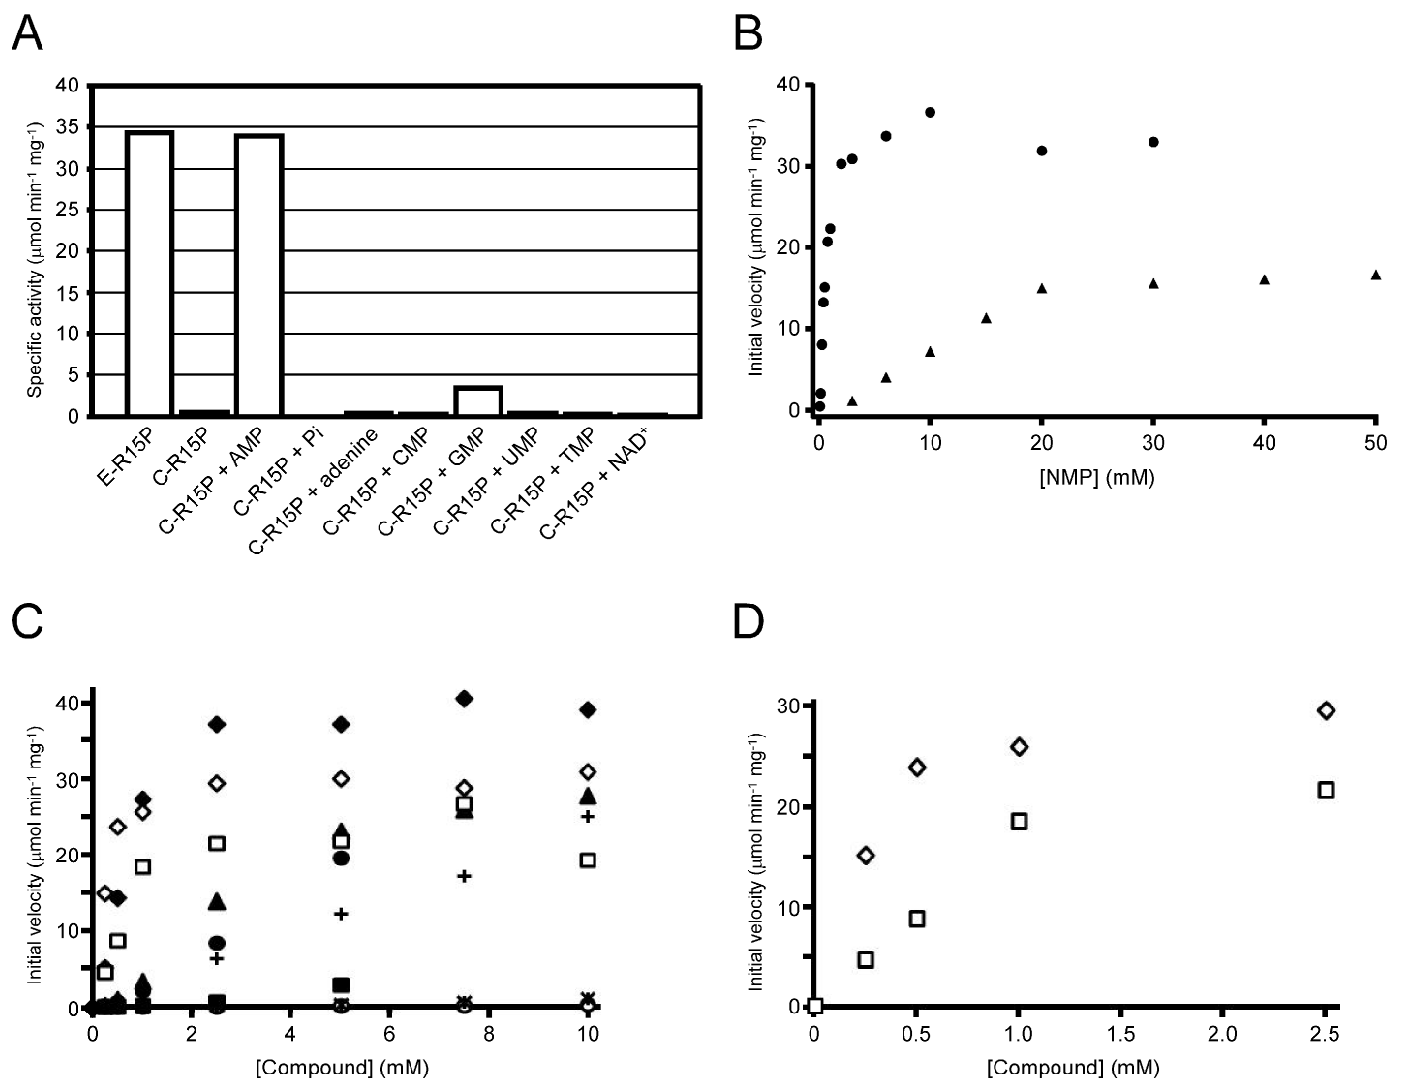 A
Specific activity (µmol min⁻¹ mg⁻¹)
40
35
30
25
20
15
10
5
0
E-R15P
C-R15P
C-R15P + AMP
C-R15P + Pi
C-R15P + adenine
C-R15P + CMP
C-R15P + GMP
C-R15P + UMP
C-R15P + TMP
C-R15P + NAD⁺
B
Initial velocity (µmol min⁻¹ mg⁻¹)
40
30
20
10
0
0 10 20 30 40 50
[NMP] (mM)
C
Initial velocity (µmol min⁻¹ mg⁻¹)
40
30
20
10
0
0 2 4 6 8 10
[Compound] (mM)
D
Initial velocity (µmol min⁻¹ mg⁻¹)
30
20
10
0
0 0.5 1.0 1.5 2.0 2.5
[Compound] (mM)